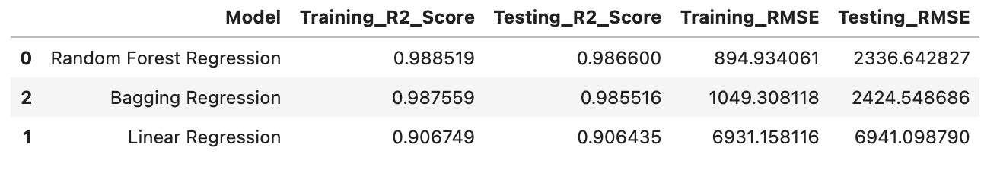 Model Training_R2_Score Testing_R2_Score Training_RMSE Testing_RMSE
0 Random Forest Regression 0.988519 0.986600 894.934061 2336.642827
2 Bagging Regression 0.987559 0.985516 1049.308118 2424.548686
1 Linear Regression 0.906749 0.906435 6931.158116 6941.098790